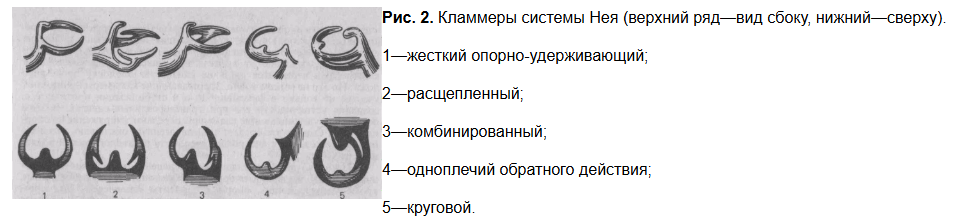 Рис. 2. Кламмеры системы Нея (верхний ряд—вид сбоку, нижний—сверху).
1—жесткий опорно-удерживающий;
2—расщепленный;
3—комбинированный;
4—одноплечий обратного действия;
5—круговой.
1 2 3 4 5